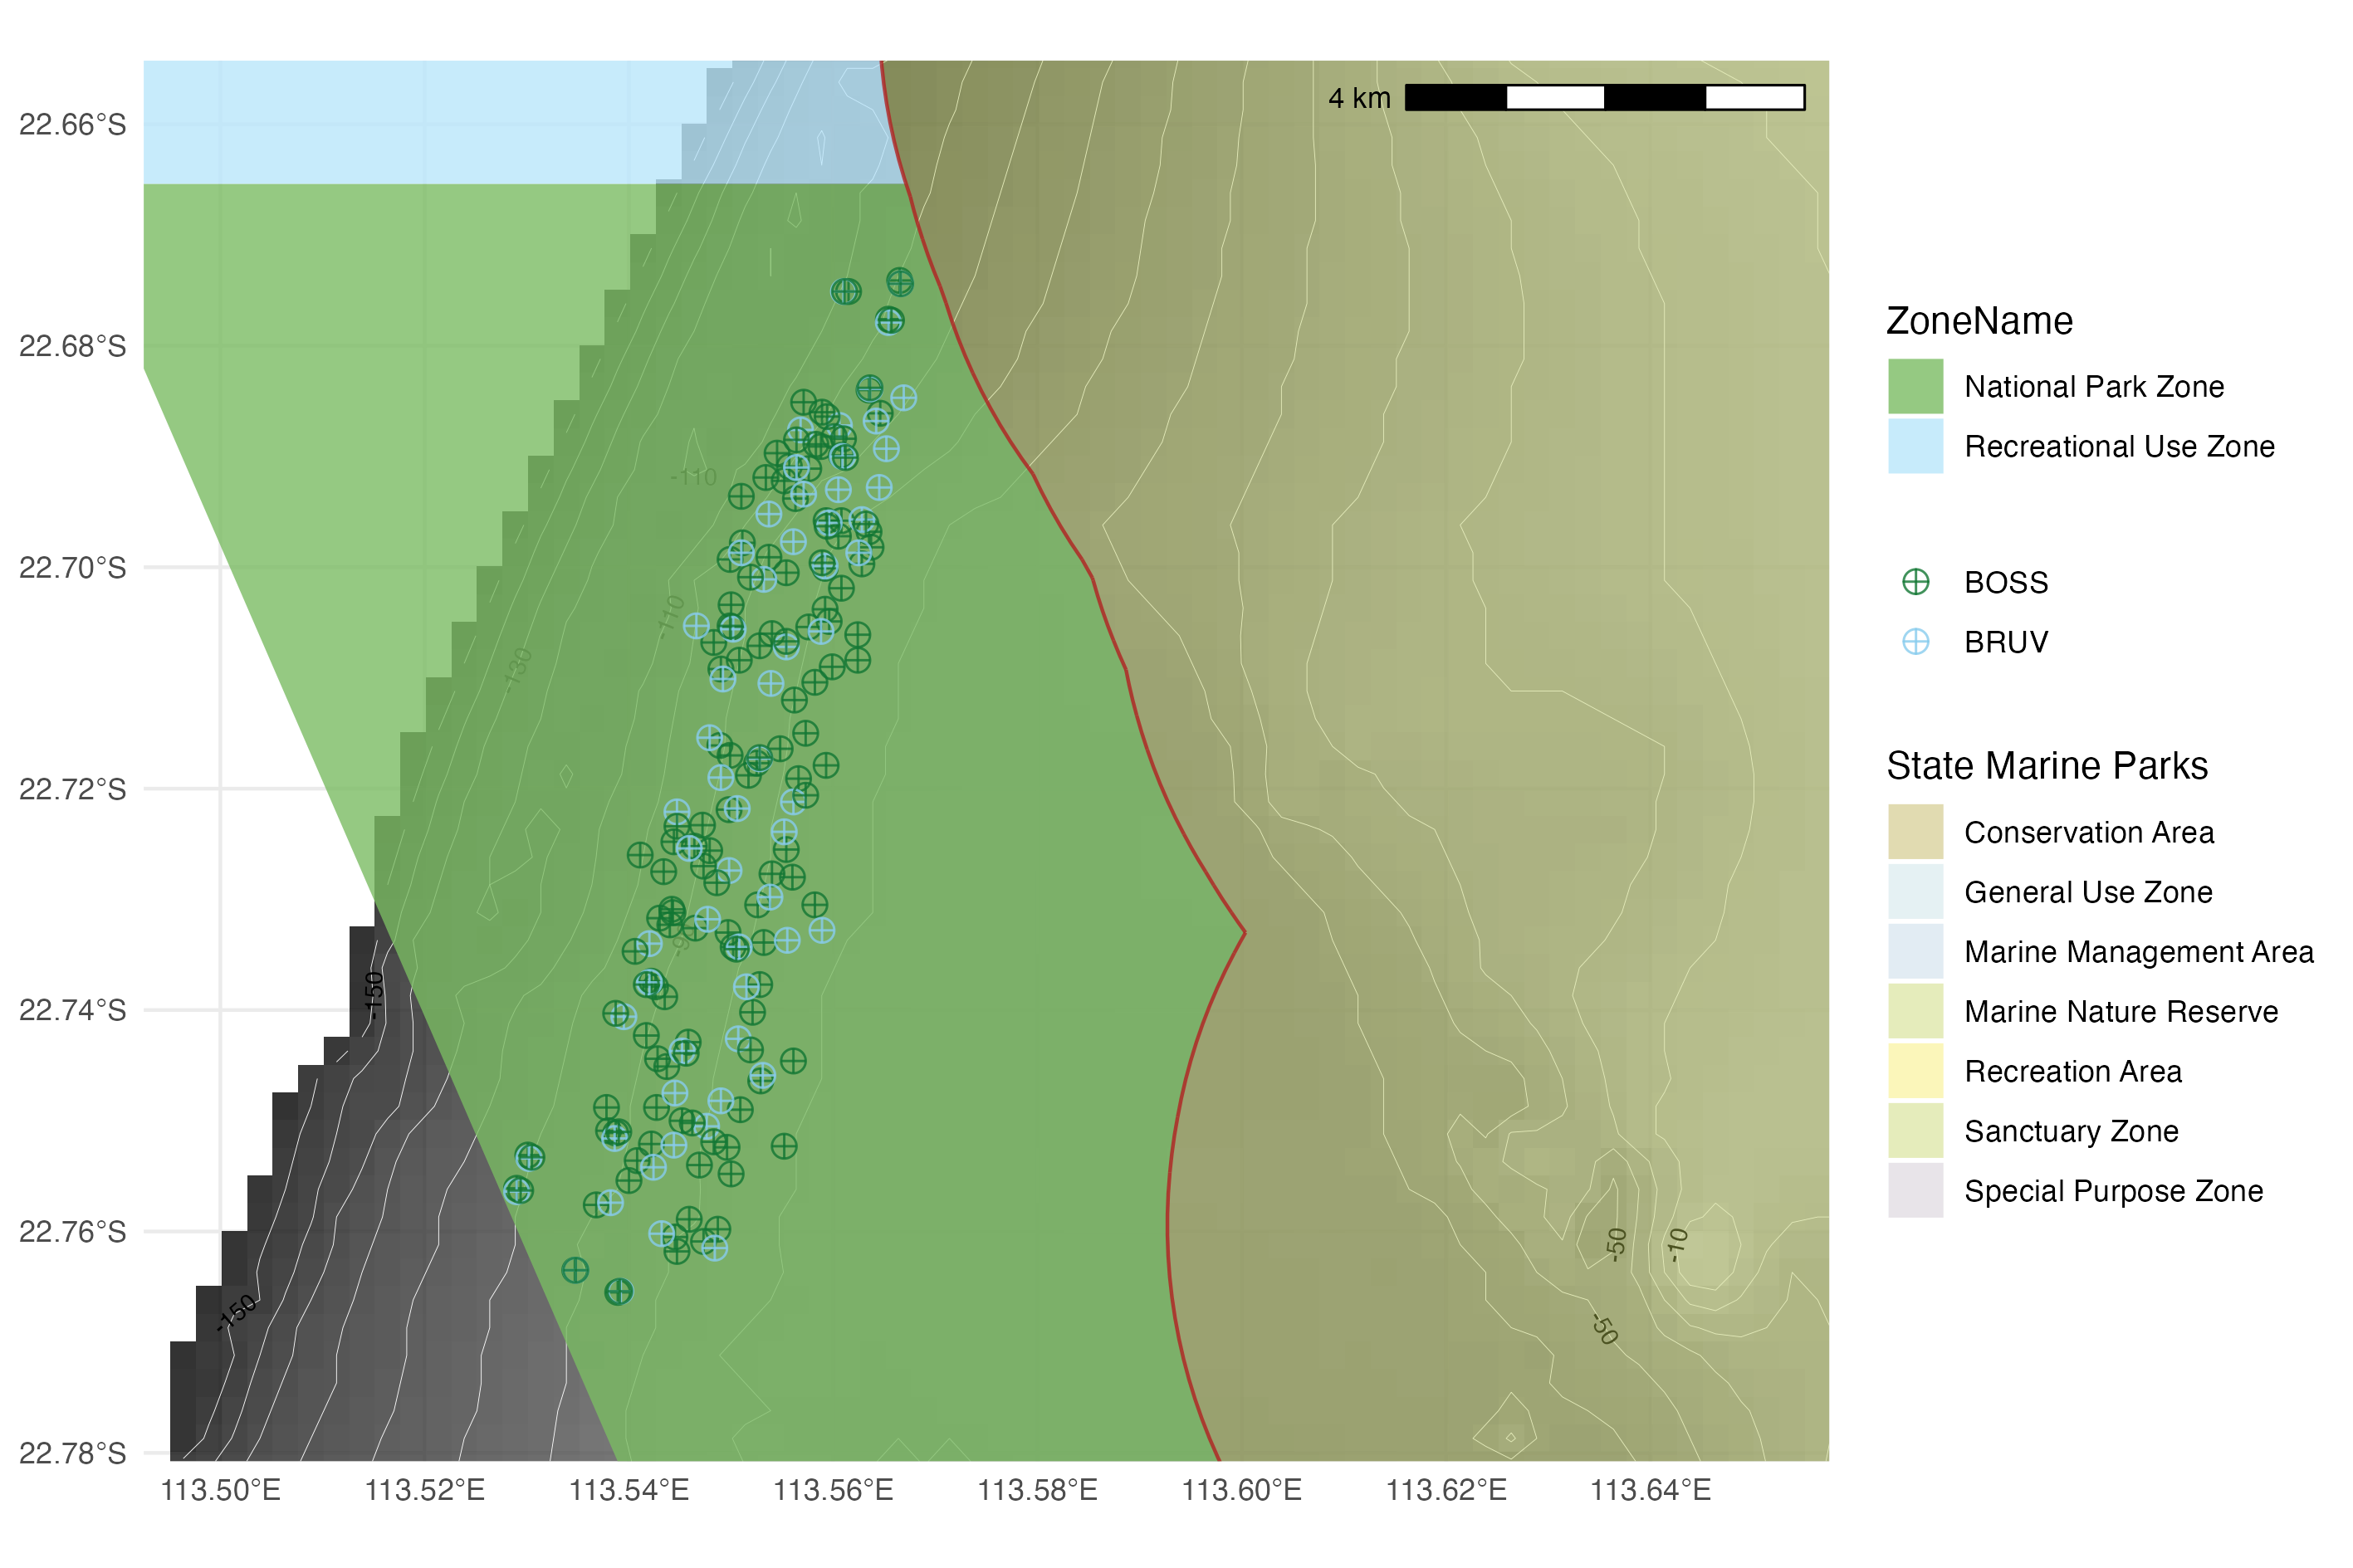 4 km
22.66°S
22.68°S
22.70°S
22.72°S
22.74°S
22.76°S
22.78°S
113.50°E
113.52°E
113.54°E
113.56°E
113.58°E
113.60°E
113.62°E
113.64°E
-110
-110
-130
-150
-150
-50
-10
-50
ZoneName
National Park Zone
Recreational Use Zone
BOSS
BRUV
State Marine Parks
Conservation Area
General Use Zone
Marine Management Area
Marine Nature Reserve
Recreation Area
Sanctuary Zone
Special Purpose Zone